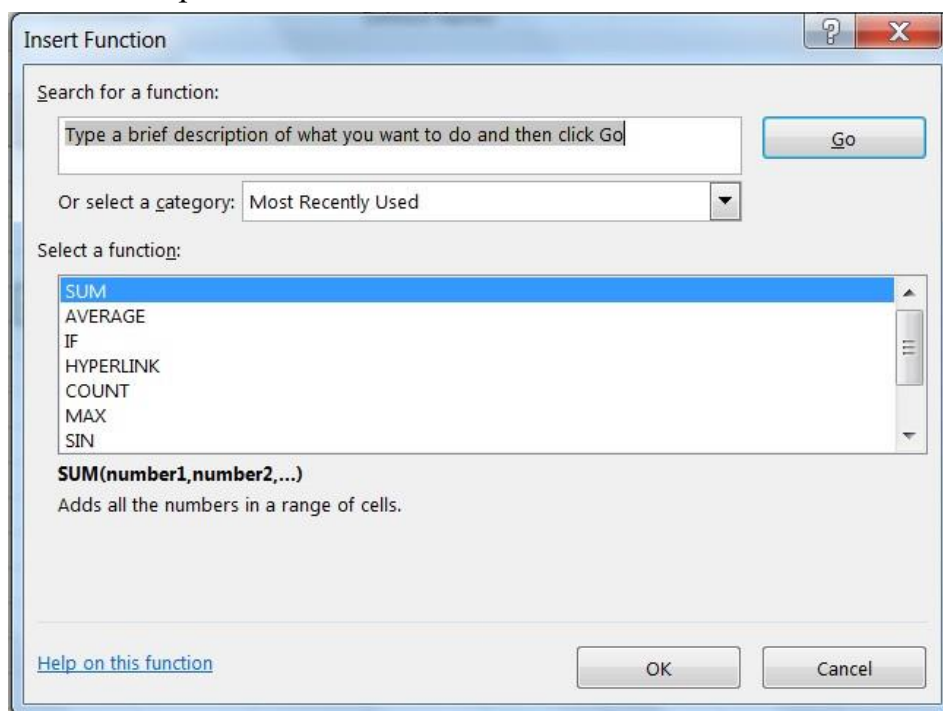 Insert Function
Search for a function:
Type a brief description of what you want to do and then click Go
Go
Or select a category: Most Recently Used
Select a function:
SUM
AVERAGE
IF
HYPERLINK
COUNT
MAX
SIN
SUM(number1,number2,...)
Adds all the numbers in a range of cells.
Help on this function
OK Cancel